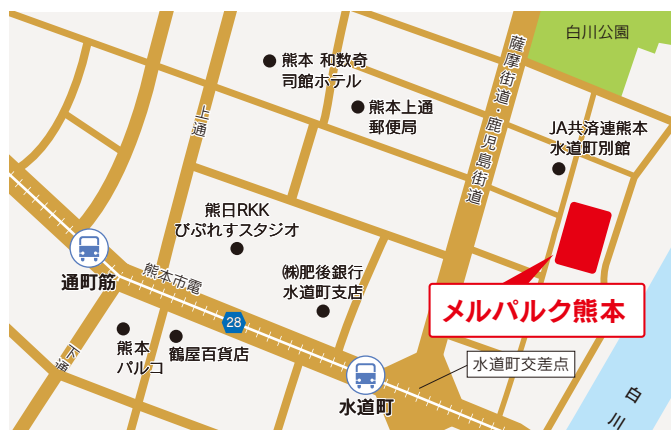 白川公園
熊本 和数奇
司館ホテル
薩摩街道・鹿児島街道
熊本上通
郵便局
上通
JA共済連熊本
水道町別館
熊日RKK
びぷれすスタジオ
通町筋
熊本市電
㈱肥後銀行
水道町支店
メルパルク熊本
28
熊本
パルコ
鶴屋百貨店
下通
水道町交差点
水道町
白川